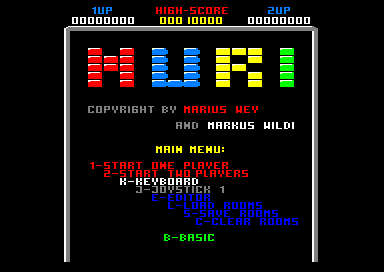 1UP HIGH-SCORE 2UP
00000000 00010000 00000000
MURI
COPYRIGHT BY MARIUS WEY
AND MARKUS WILDI
MAIN MENU:
1-START ONE PLAYER
2-START TWO PLAYERS
K-KEYBOARD
J-JOYSTICK 1
E-EDITOR
L-LOAD ROOMS
S-SAVE ROOMS
C-CLEAR ROOMS
B-BASIC